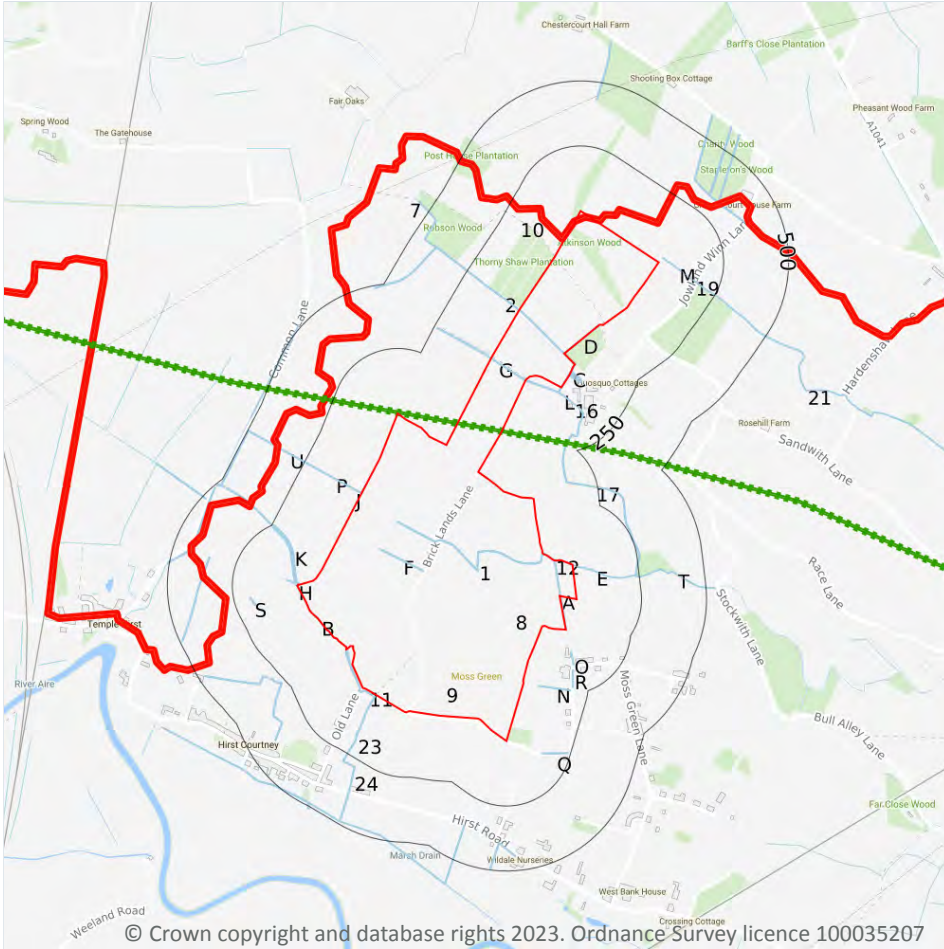 Chestercourt Hall Farm
Barff's Close Plantation
Shooting Box Cottage
Fair Oaks
Pheasant Wood Farm
Spring Wood
The Gatehouse
A1041
Charity Wood
Post House Plantation
Stapleton's Wood
House Farm
7
Robson Wood
10
Atkinson Wood
500
Jowland Winn Lane
Thorny Shaw Plantation
M
19
2
Common Lane
D
G
C
Cottages
L
16
21
Rosehill Farm
250
Sandwith Lane
U
P
J
17
Brick Lands Lane
K
F
1
12
E
T
Race Lane
H
A
S
8
Stockwith Lane
B
O
R
River Aire
Moss Green
N
Moss Green Lane
11
9
Old Lane
Bull Alley Lane
Hirst Courtney
23
Q
24
Far Close Wood
Hirst Road
Marsh Drain
Wildale Nurseries
West Bank House
Weeland Road
Crossing Cottage
© Crown copyright and database rights 2023. Ordnance Survey licence 100035207